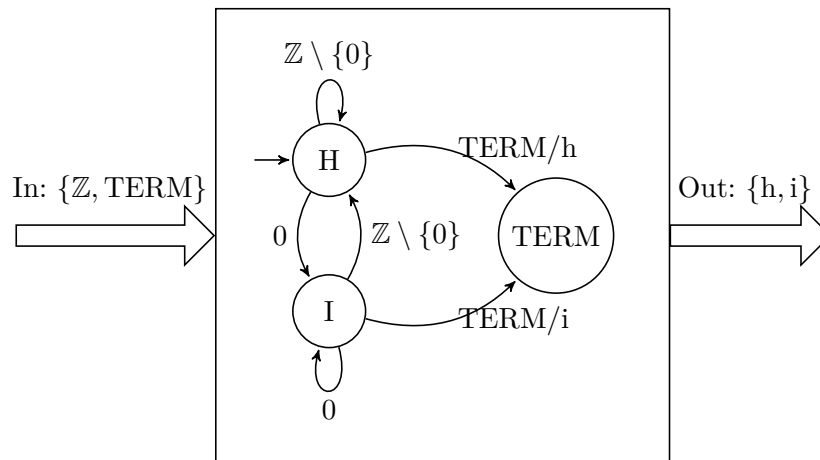 ℤ \ {0}
H
TERM/h
In: {ℤ, TERM}
Out: {h, i}
0
ℤ \ {0}
TERM
I
TERM/i
0